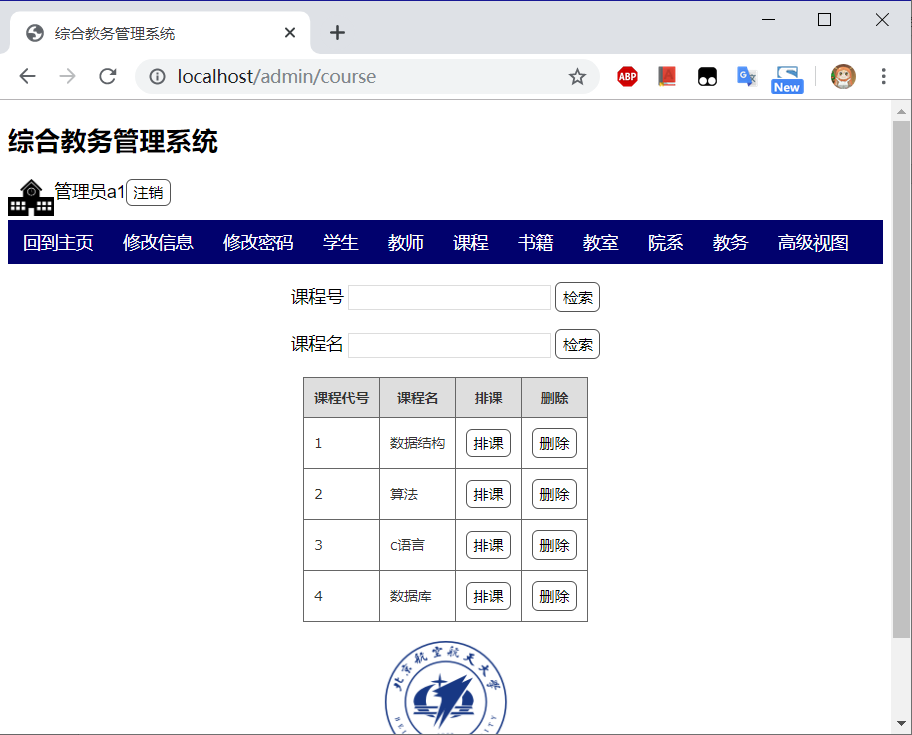 综合教务管理系统
localhost/admin/course
ABP
New
综合教务管理系统
管理员a1 注销
回到主页 修改信息 修改密码 学生 教师 课程 书籍 教室 院系 教务 高级视图
课程号 检索
课程名 检索
课程代号 课程名 排课 删除
1 数据结构 排课 删除
2 算法 排课 删除
3 c语言 排课 删除
4 数据库 排课 删除
北京航空航天大学